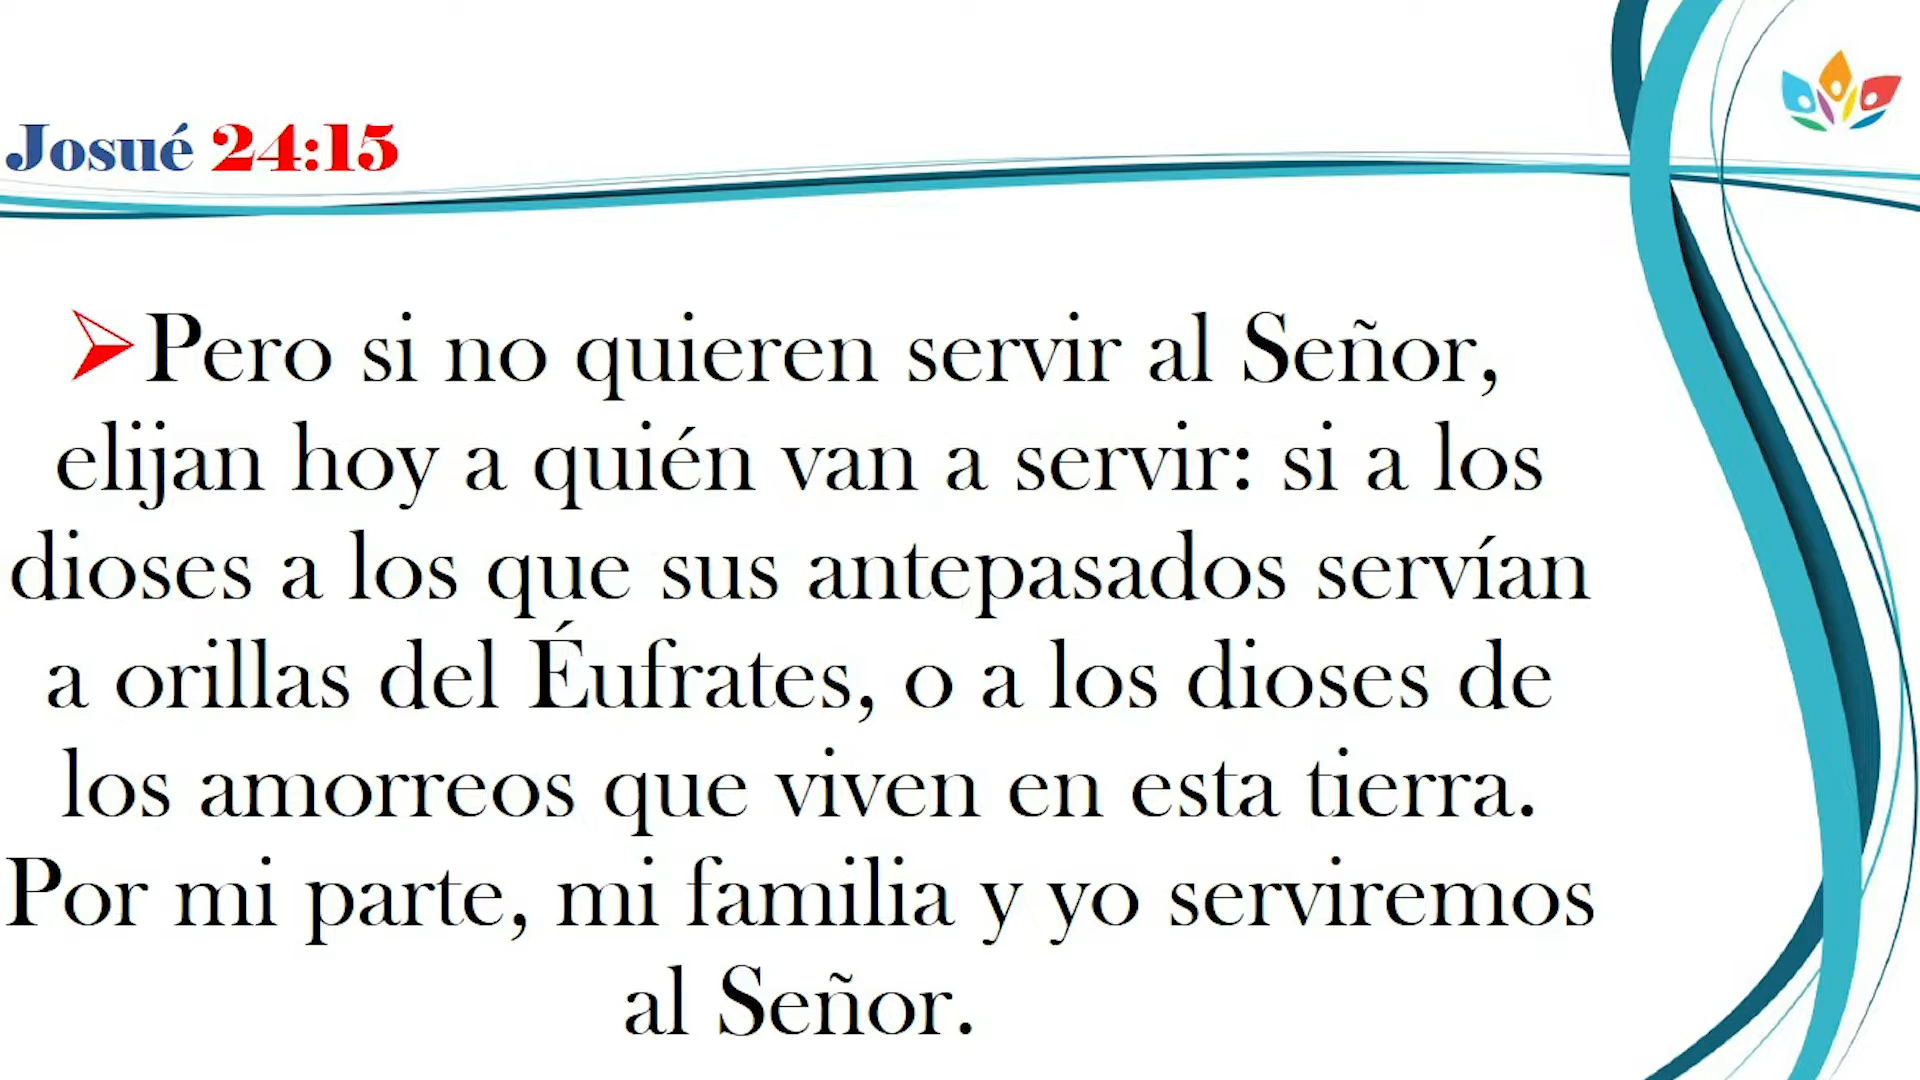 Josué 24:15
Pero si no quieren servir al Señor,
elijan hoy a quién van a servir: si a los
dioses a los que sus antepasados servían
a orillas del Éufrates, o a los dioses de
los amorreos que viven en esta tierra.
Por mi parte, mi familia y yo serviremos
al Señor.